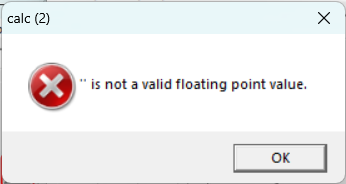 calc (2)
'' is not a valid floating point value.
OK